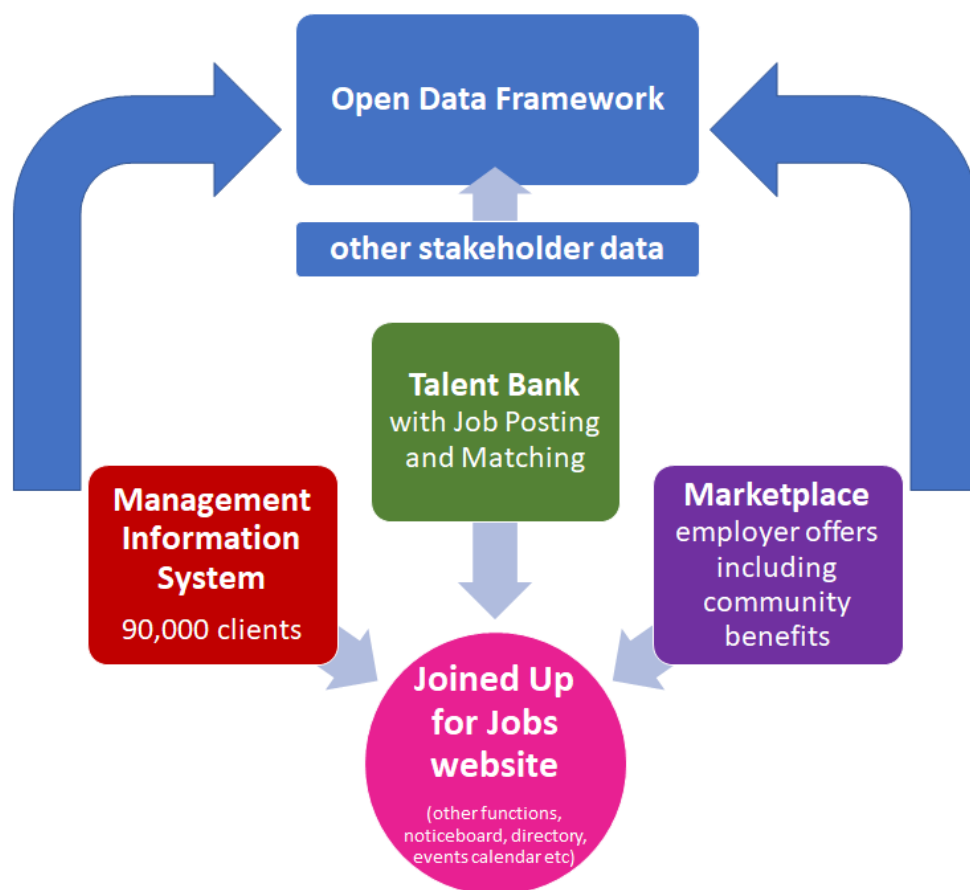 Open Data Framework
other stakeholder data
Talent Bank
with Job Posting
and Matching
Management
Information
System
90,000 clients
Marketplace
employer offers
including
community
benefits
Joined Up
for Jobs
website
(other functions,
noticeboard, directory,
events calendar etc)